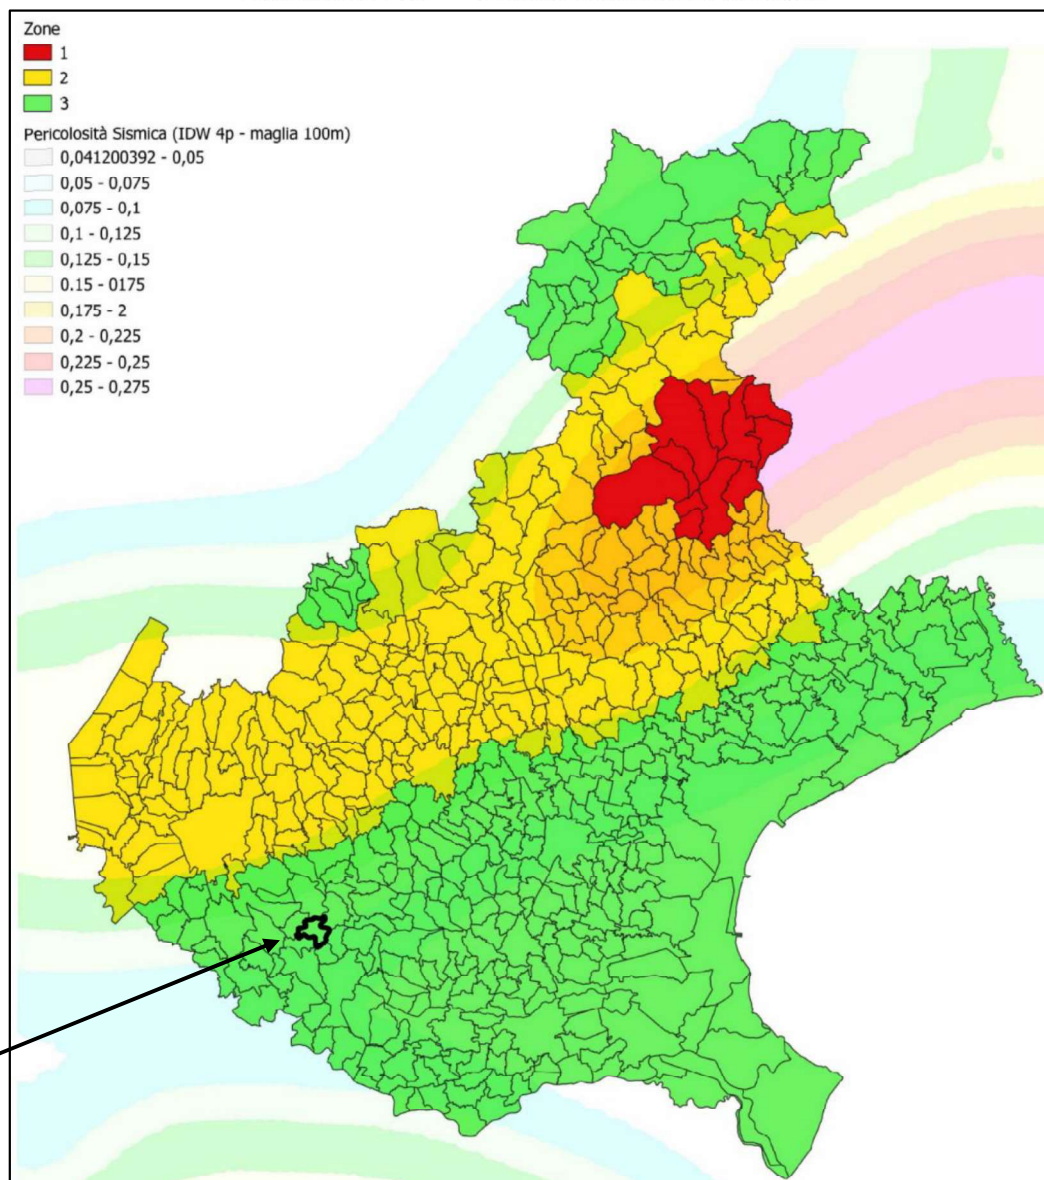 Zone
1
2
3
Pericolosità Sismica (IDW 4p - maglia 100m)
0,041200392 - 0,05
0,05 - 0,075
0,075 - 0,1
0,1 - 0,125
0,125 - 0,15
0.15 - 0175
0,175 - 2
0,2 - 0,225
0,225 - 0,25
0,25 - 0,275